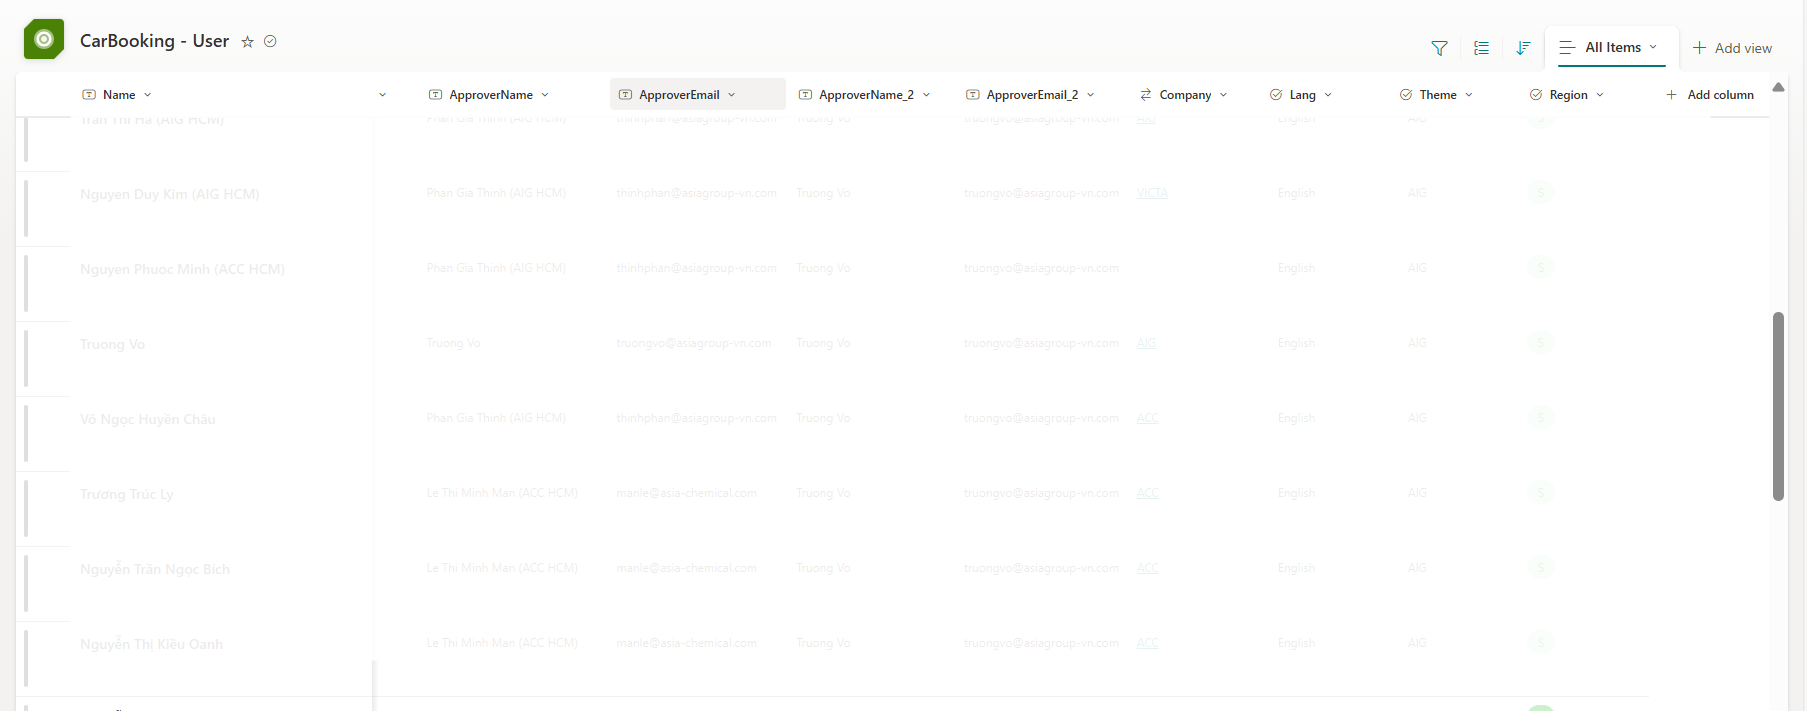 CarBooking - User
All Items
Add view
Name ApproverName ApproverEmail ApproverName_2 ApproverEmail_2 Company Lang Theme Region Add column
Tran Thi Ha (AIG HCM) Phan Gia Thinh (AIG HCM) thinhphan@asiagroup-vn.com Truong Vo truongvo@asiagroup-vn.com AIG English AIG S
Nguyen Duy Kim (AIG HCM) Phan Gia Thinh (AIG HCM) thinhphan@asiagroup-vn.com Truong Vo truongvo@asiagroup-vn.com VICTA English AIG S
Nguyen Phuoc Minh (ACC HCM) Phan Gia Thinh (AIG HCM) thinhphan@asiagroup-vn.com Truong Vo truongvo@asiagroup-vn.com English AIG S
Truong Vo Truong Vo truongvo@asiagroup-vn.com Truong Vo truongvo@asiagroup-vn.com AIG English AIG S
Võ Ngọc Huyền Châu Phan Gia Thinh (AIG HCM) thinhphan@asiagroup-vn.com Truong Vo truongvo@asiagroup-vn.com ACC English AIG S
Trương Trúc Ly Le Thi Minh Man (ACC HCM) manle@asia-chemical.com Truong Vo truongvo@asiagroup-vn.com ACC English AIG S
Nguyễn Trần Ngọc Bích Le Thi Minh Man (ACC HCM) manle@asia-chemical.com Truong Vo truongvo@asiagroup-vn.com ACC English AIG S
Nguyễn Thị Kiều Oanh Le Thi Minh Man (ACC HCM) manle@asia-chemical.com Truong Vo truongvo@asiagroup-vn.com ACC English AIG S